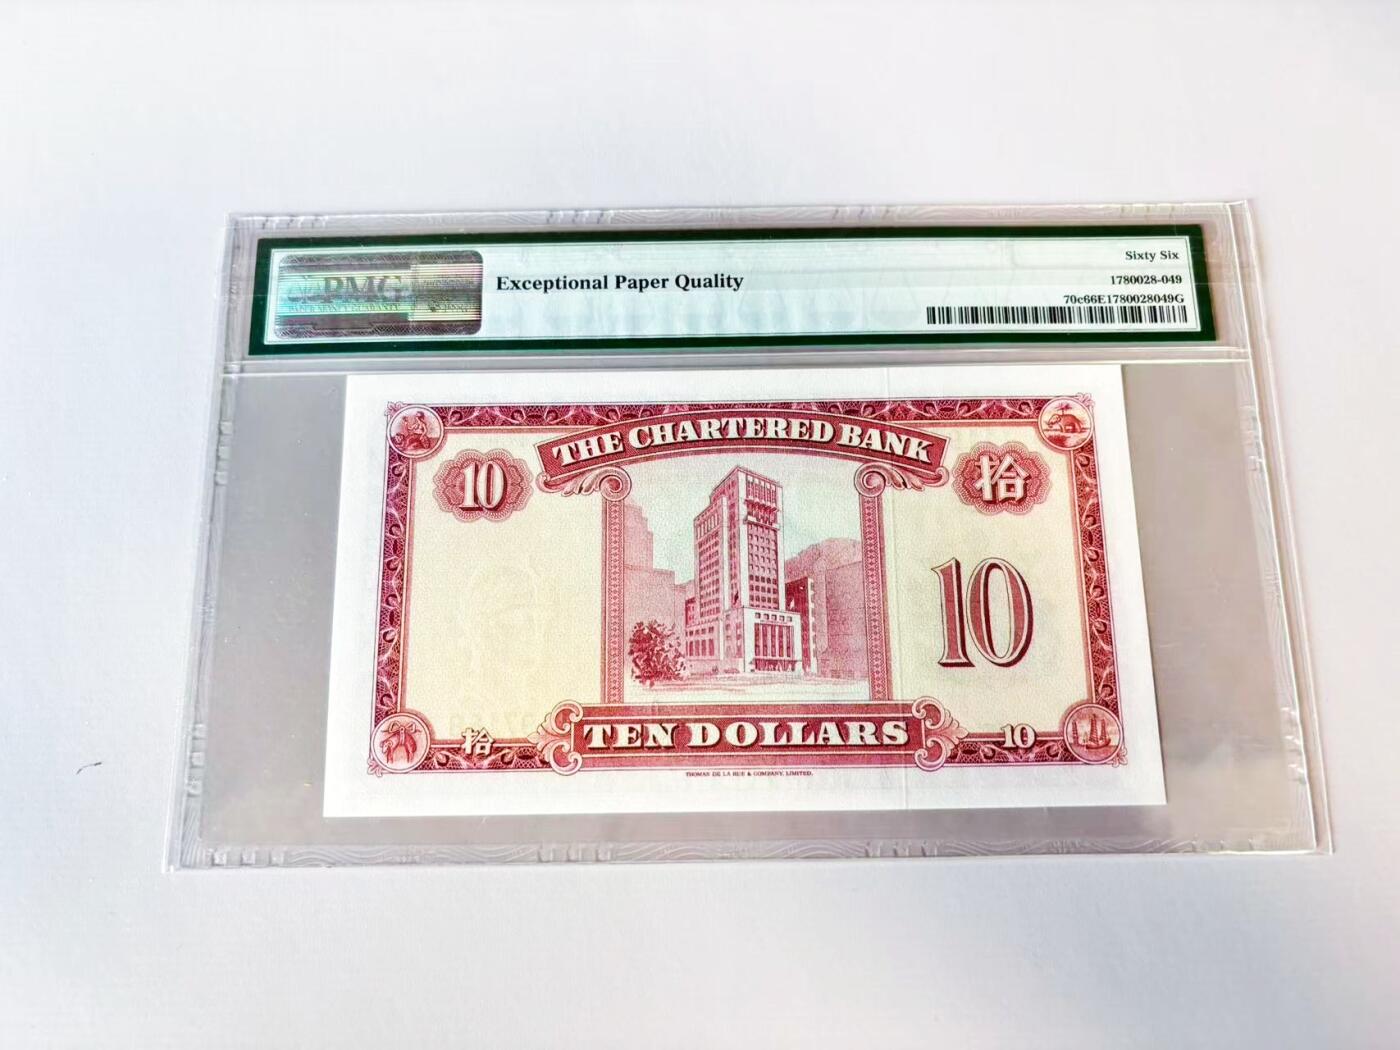 PMG
Exceptional Paper Quality
Sixty Six
1780028-049
70c66E1780028049G
THE CHARTERED BANK
10
拾
10
TEN DOLLARS
拾
10
THOMAS DE LA RUE & COMPANY, LIMITED.